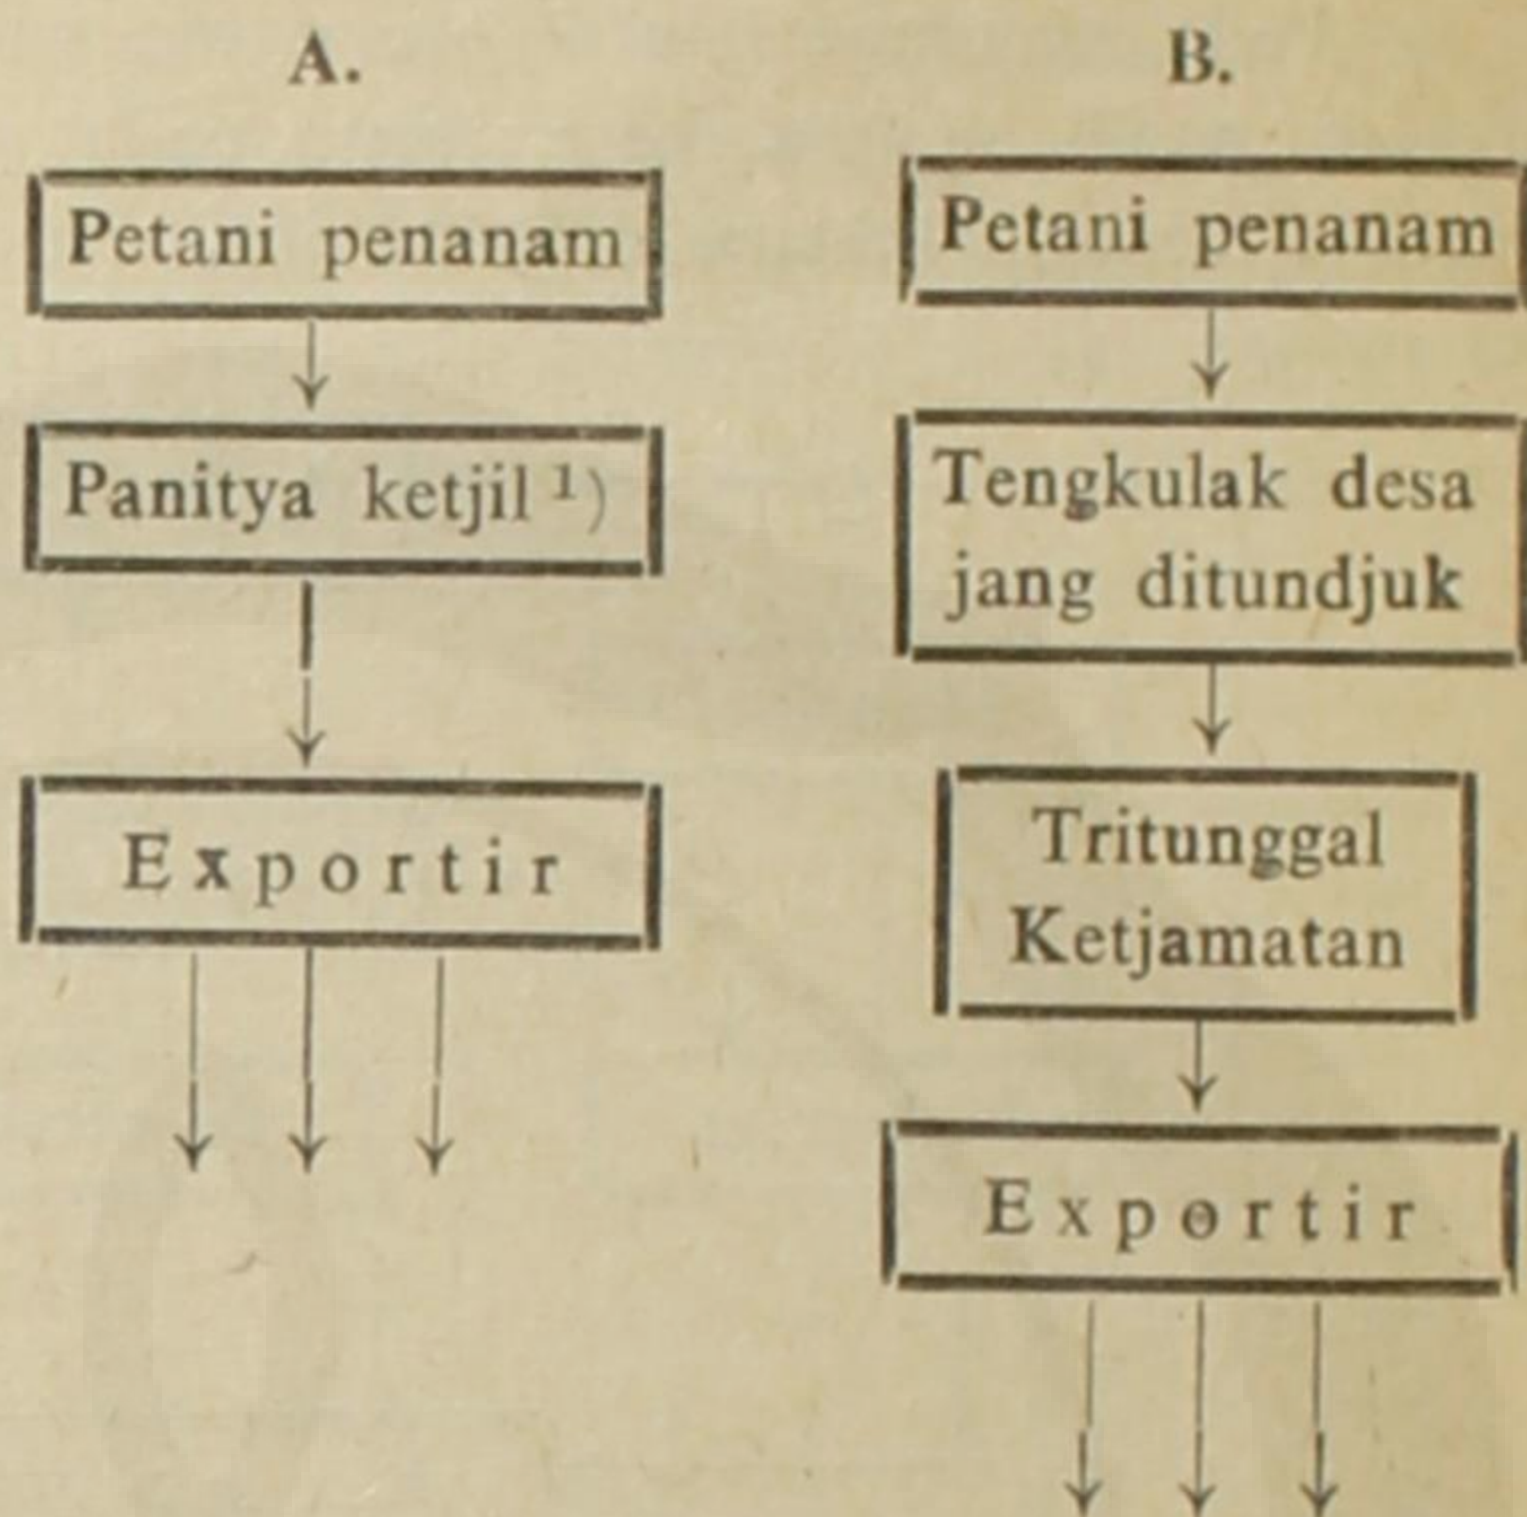 A.
Petani penanam
Panitya ketjil ¹)
Exportir
B.
Petani penanam
Tengkulak desa
jang ditundjuk
Tritunggal
Ketjamatan
Exportir